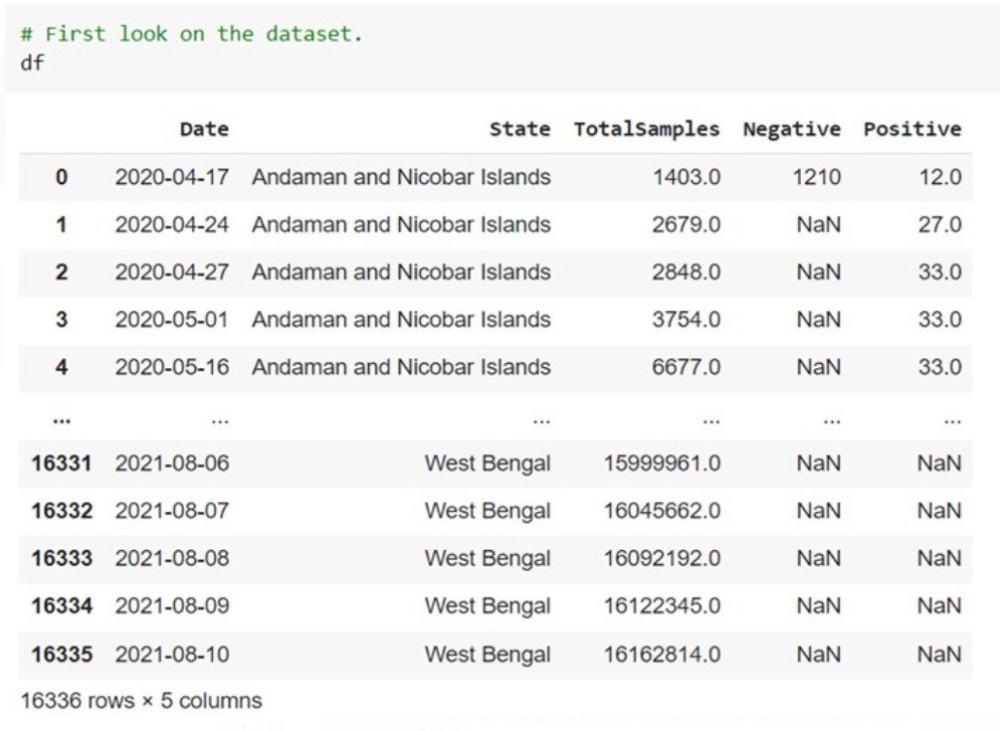 # First look on the dataset.
df
Date State TotalSamples Negative Positive
0 2020-04-17 Andaman and Nicobar Islands 1403.0 1210 12.0
1 2020-04-24 Andaman and Nicobar Islands 2679.0 NaN 27.0
2 2020-04-27 Andaman and Nicobar Islands 2848.0 NaN 33.0
3 2020-05-01 Andaman and Nicobar Islands 3754.0 NaN 33.0
4 2020-05-16 Andaman and Nicobar Islands 6677.0 NaN 33.0
... ... ... ... ... ...
16331 2021-08-06 West Bengal 15999961.0 NaN NaN
16332 2021-08-07 West Bengal 16045662.0 NaN NaN
16333 2021-08-08 West Bengal 16092192.0 NaN NaN
16334 2021-08-09 West Bengal 16122345.0 NaN NaN
16335 2021-08-10 West Bengal 16162814.0 NaN NaN
16336 rows × 5 columns